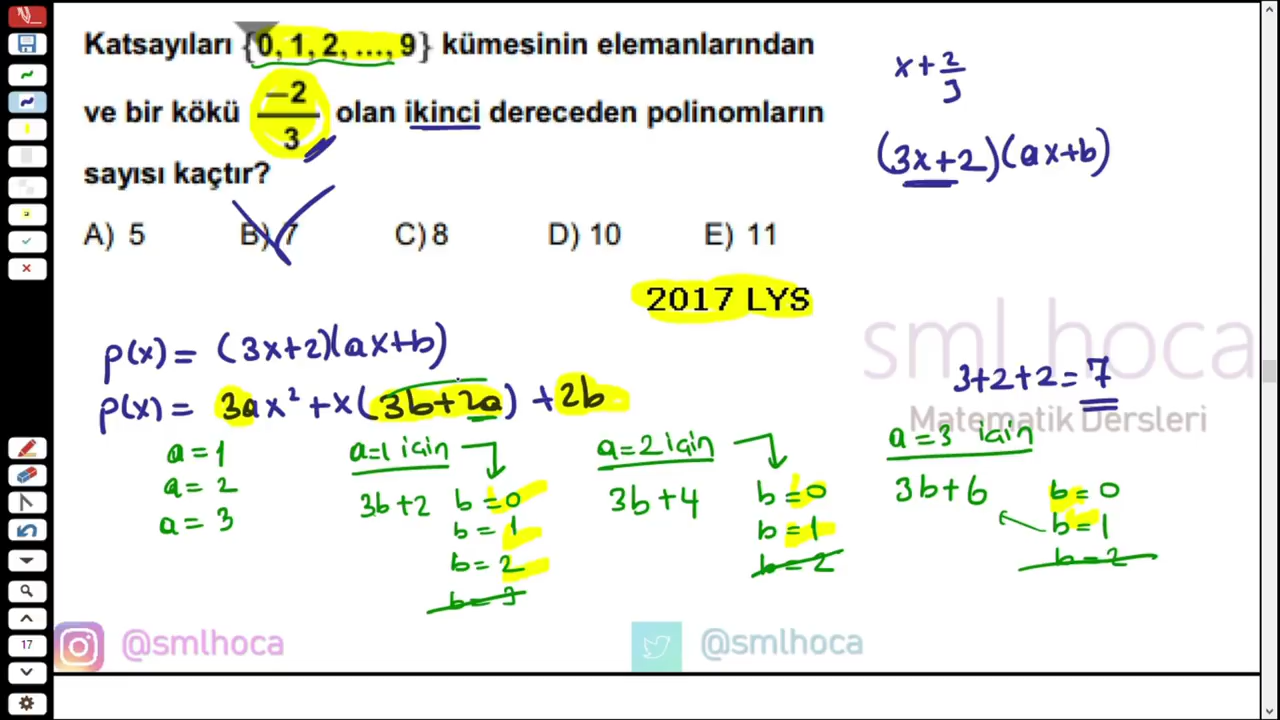 Katsayıları {0, 1, 2, ..., 9} kümesinin elemanlarından
ve bir kökü -2/3 olan ikinci dereceden polinomların
sayısı kaçtır?
A) 5 B) 7 C) 8 D) 10 E) 11
x + 2/3
(3x+2)(ax+b)
2017 LYS
sml hoca
Matematik Dersleri
p(x) = (3x+2)(ax+b)
p(x) = 3ax² + x(3b+2a) + 2b
3+2+2=7
a=1
a=2
a=3
a=1 için
3b+2
b=0
b=1
b=2
b=3
a=2 için
3b+4
b=0
b=1
b=2
a=3 için
3b+6
b=0
b=1
b=2
@smlhoca
@smlhoca
17